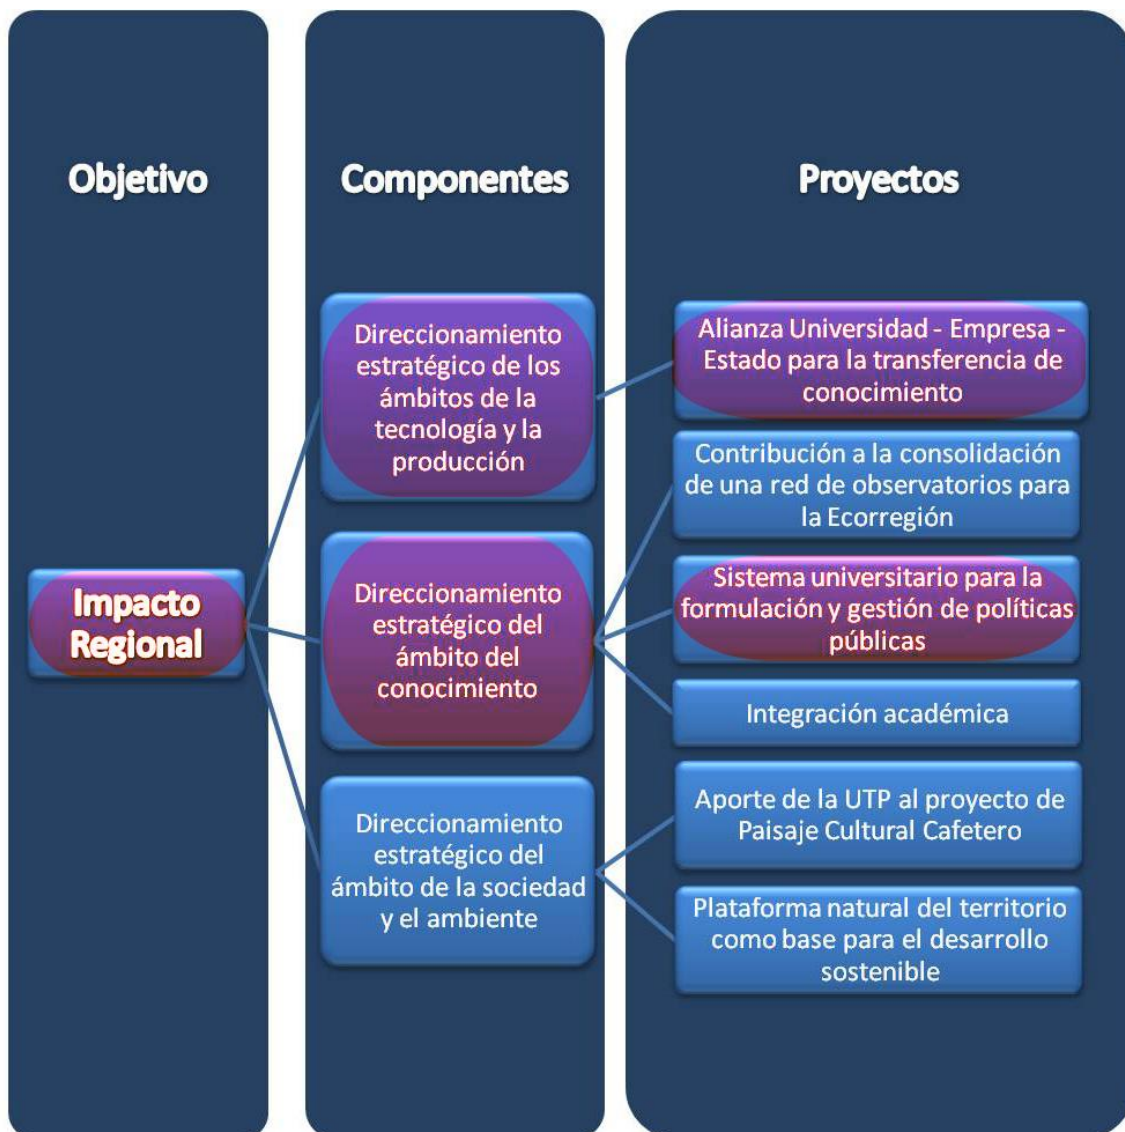 Objetivo
Componentes
Proyectos
Impacto
Regional
Direccionamiento
estratégico de los
ámbitos de la
tecnología y la
producción
Direccionamiento
estratégico del
ámbito del
conocimiento
Direccionamiento
estratégico del
ámbito de la sociedad
y el ambiente
Alianza Universidad - Empresa -
Estado para la transferencia de
conocimiento
Contribución a la consolidación
de una red de observatorios para
la Ecorregión
Sistema universitario para la
formulación y gestión de políticas
públicas
Integración académica
Aporte de la UTP al proyecto de
Paisaje Cultural Cafetero
Plataforma natural del territorio
como base para el desarrollo
sostenible